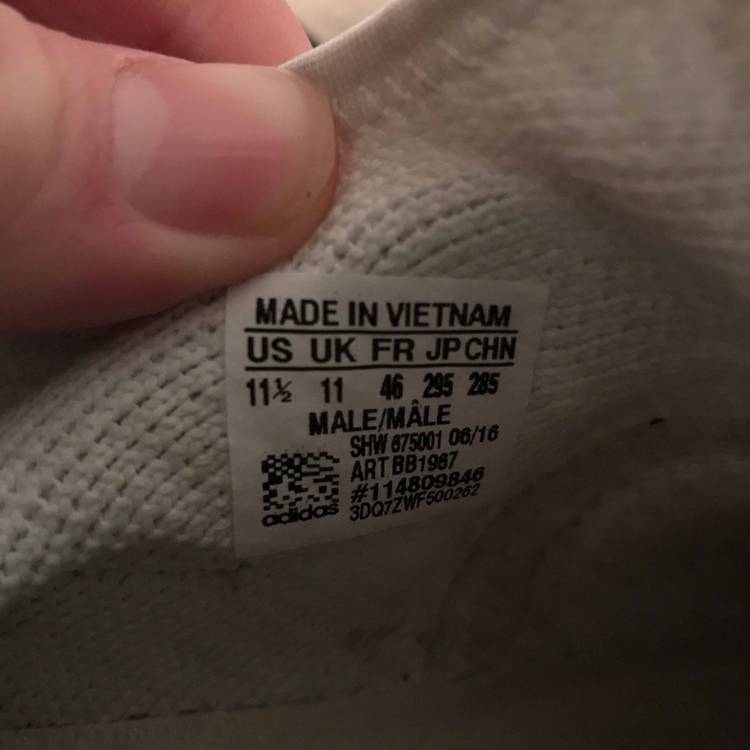 MADE IN VIETNAM
US UK FR JP CHN
11½ 11 46 295 285
MALE/MÂLE
SHW 675001 06/16
ART BB1967
#114809846
adidas 3DQ7ZWF500262